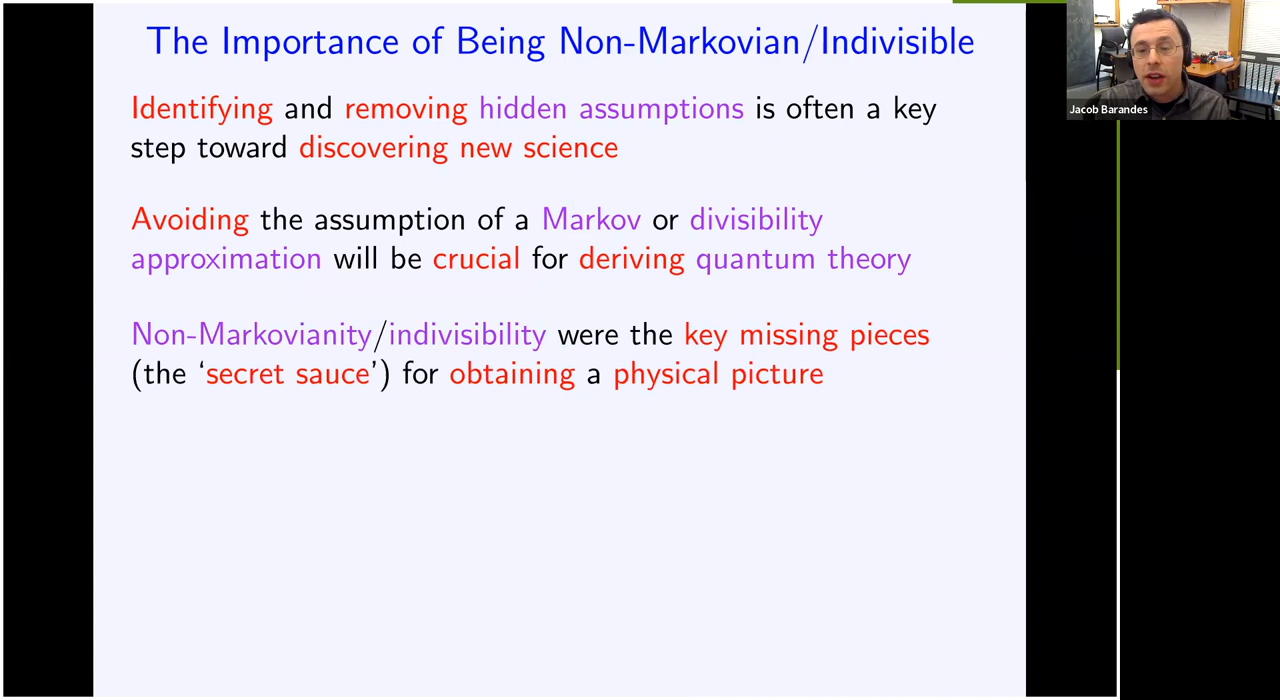 The Importance of Being Non-Markovian/Indivisible
Identifying and removing hidden assumptions is often a key
step toward discovering new science
Avoiding the assumption of a Markov or divisibility
approximation will be crucial for deriving quantum theory
Non-Markovianity/indivisibility were the key missing pieces
(the ‘secret sauce’) for obtaining a physical picture
Jacob Barandes